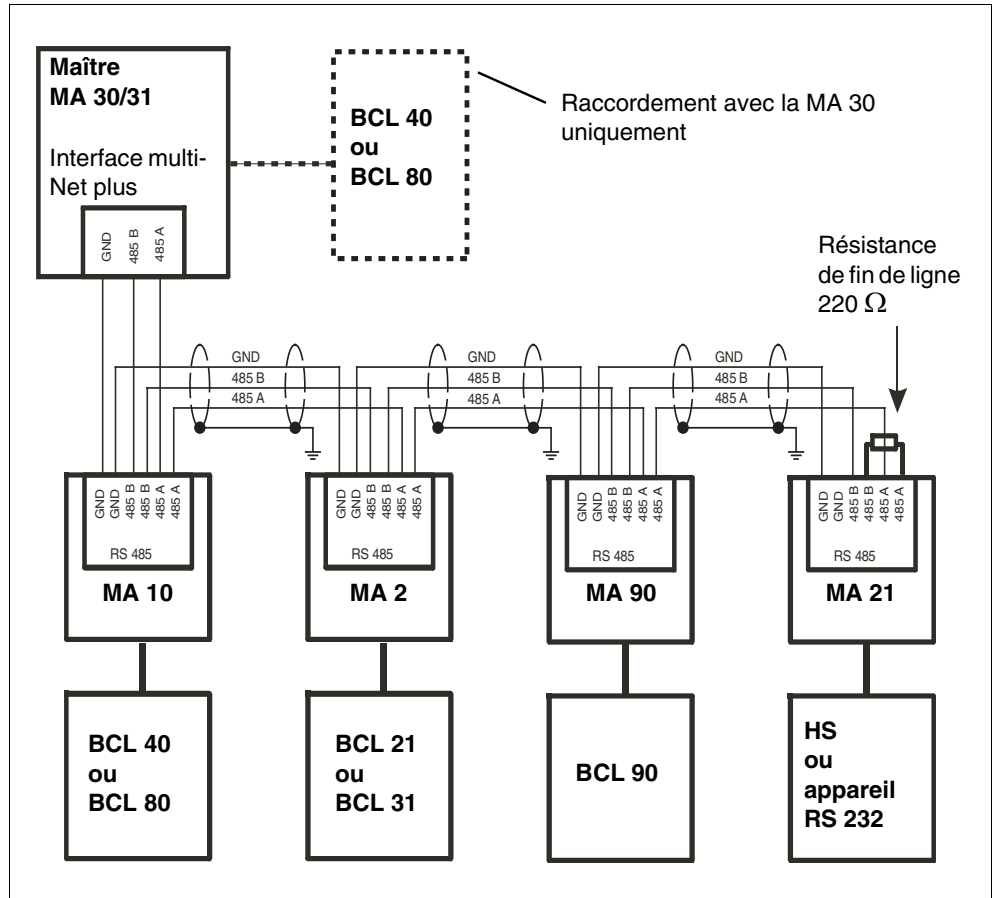 Maître
MA 30/31
Interface multi-
Net plus
GND
485 B
485 A
BCL 40
ou
BCL 80
Raccordement avec la MA 30
uniquement
Résistance
de fin de ligne
220 Ω
GND
485 B
485 A
GND
485 B
485 A
GND
485 B
485 A
GND
GND
485 B
485 B
485 A
485 A
RS 485
MA 10
GND
GND
485 B
485 B
485 A
485 A
RS 485
MA 2
GND
GND
485 B
485 B
485 A
485 A
RS 485
MA 90
GND
GND
485 B
485 B
485 A
485 A
RS 485
MA 21
BCL 40
ou
BCL 80
BCL 21
ou
BCL 31
BCL 90
HS
ou
appareil
RS 232